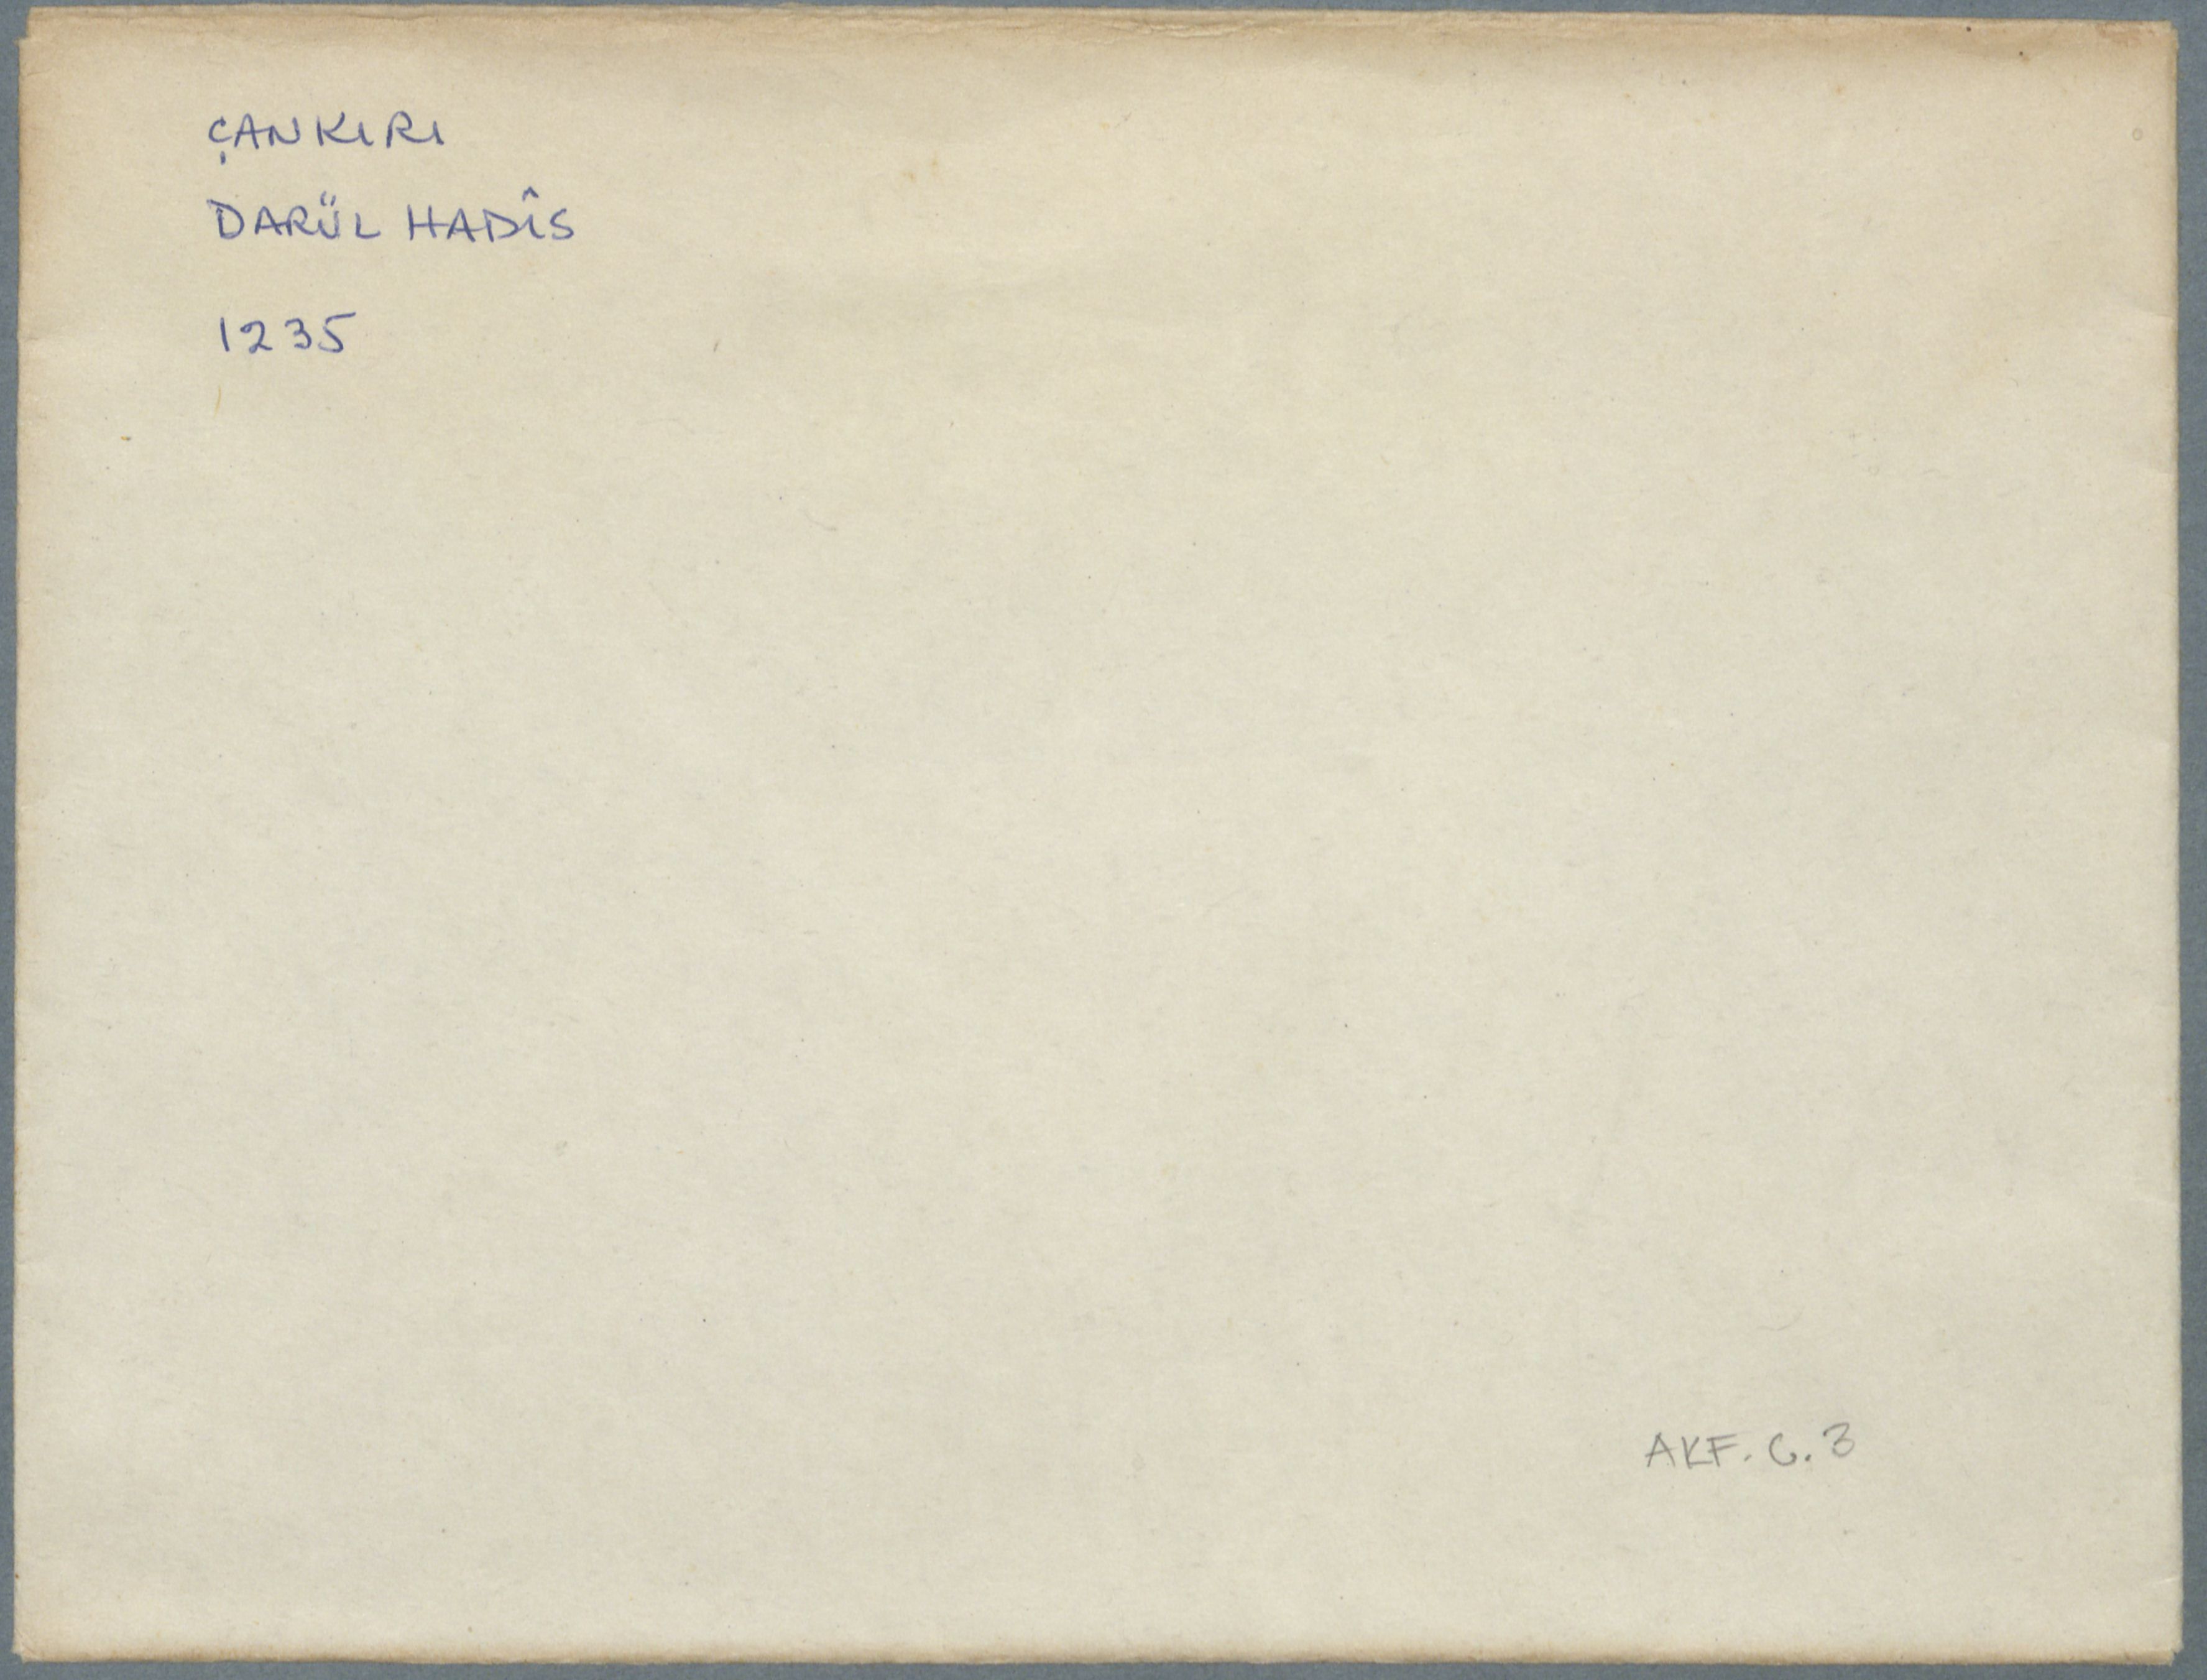 ÇANKIRI
DARÜL HADÎS
1235
AKF. C. 3